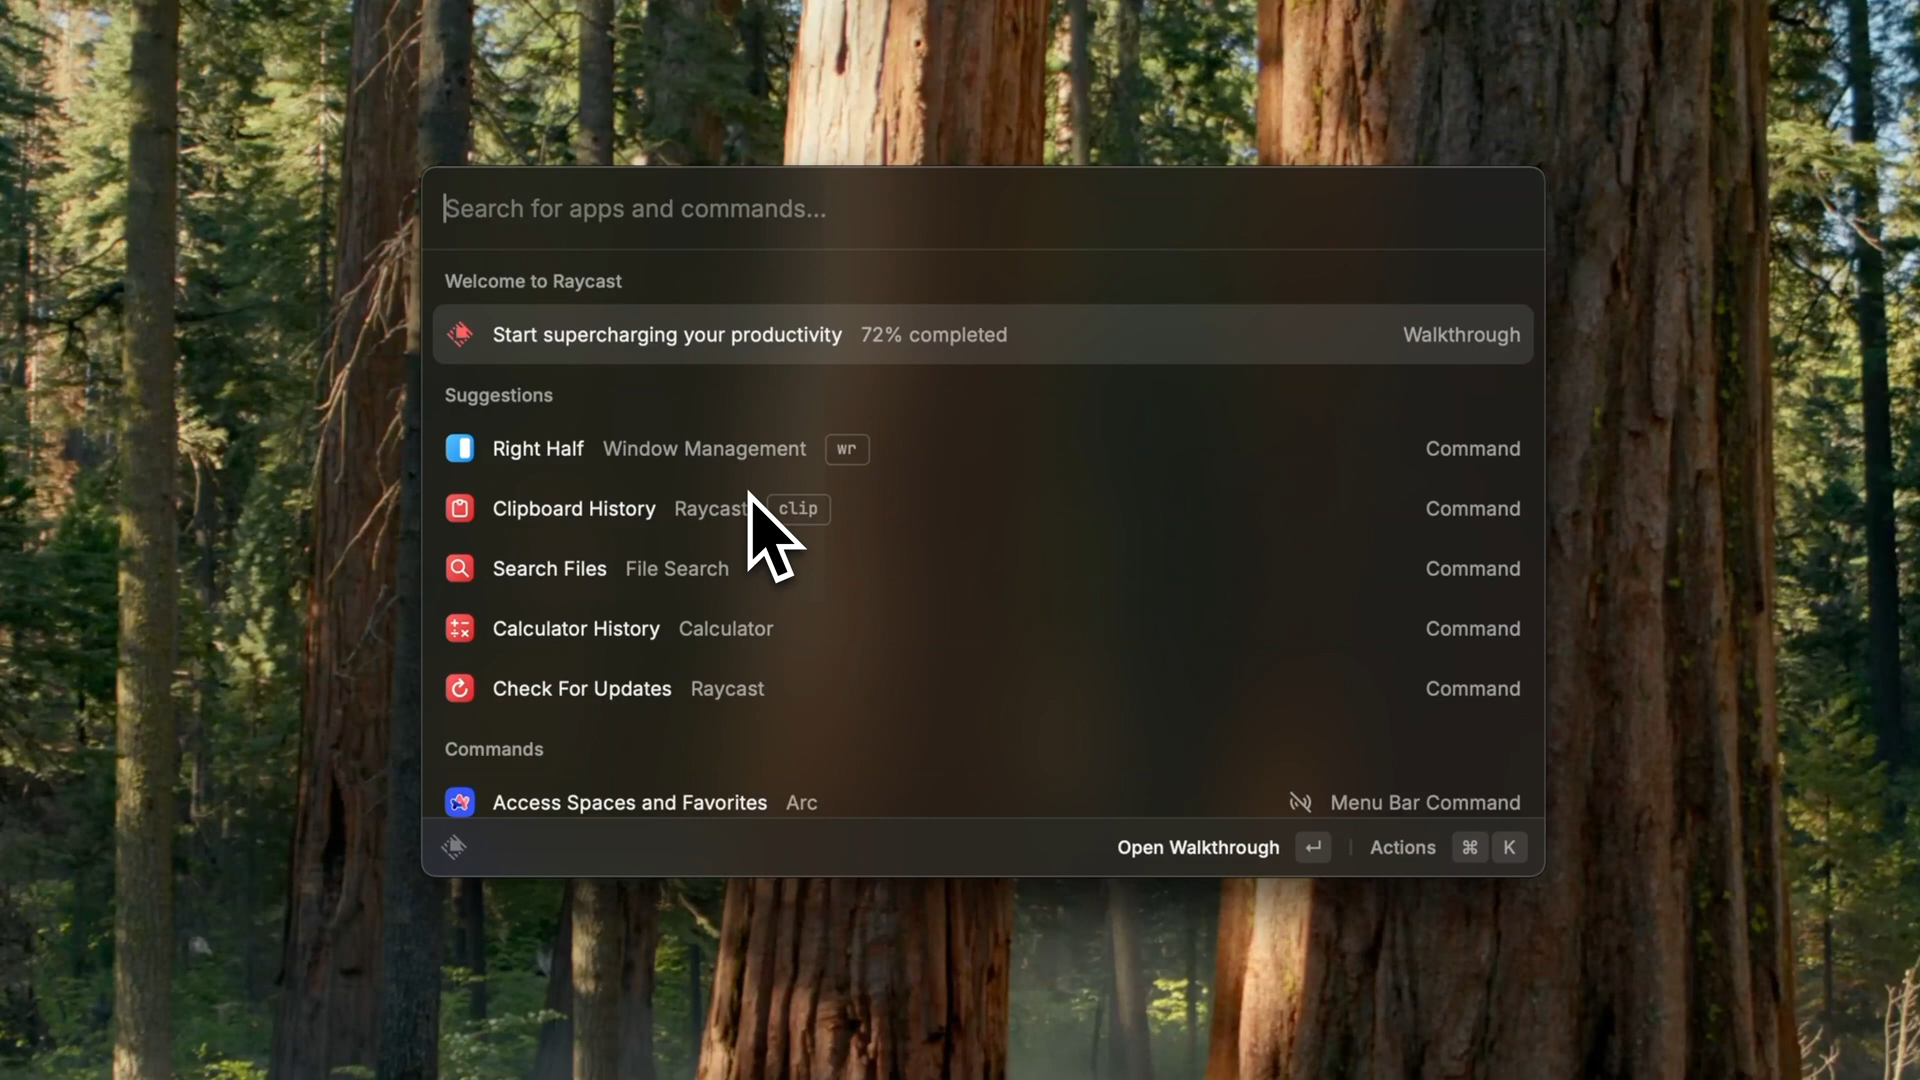 Search for apps and commands...
Welcome to Raycast
Start supercharging your productivity 72% completed Walkthrough
Suggestions
Right Half Window Management wr Command
Clipboard History Raycast clip Command
Search Files File Search Command
Calculator History Calculator Command
Check For Updates Raycast Command
Commands
Access Spaces and Favorites Arc Menu Bar Command
Open Walkthrough ↵ Actions ⌘ K